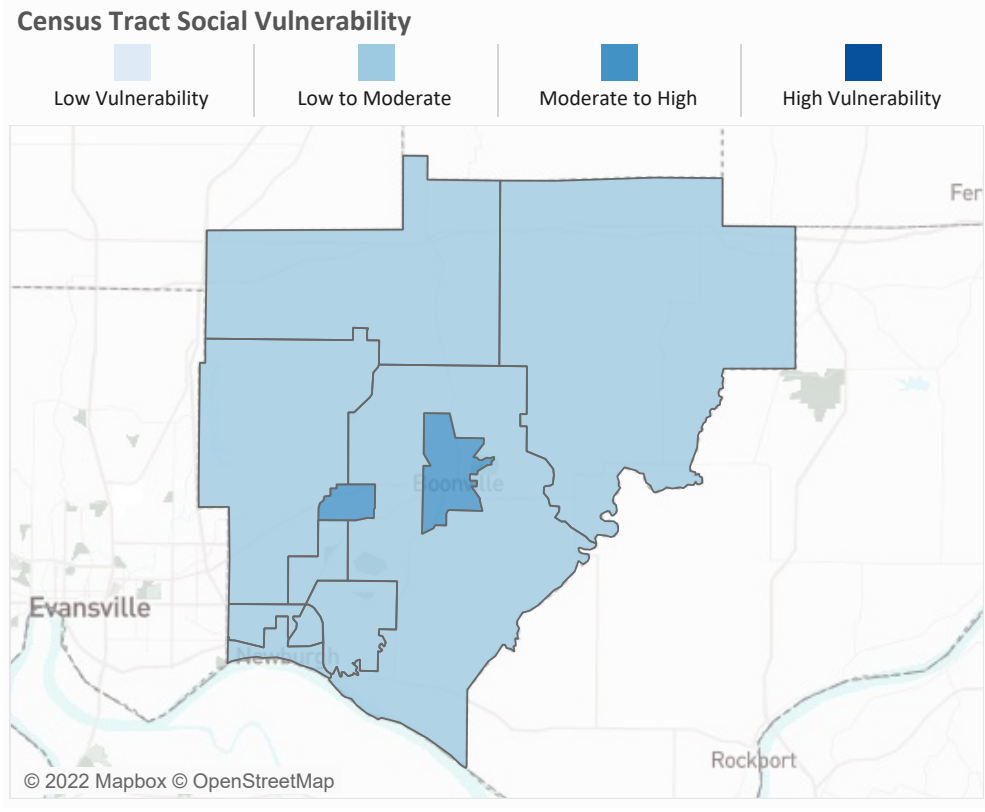 Census Tract Social Vulnerability
Low Vulnerability
Low to Moderate
Moderate to High
High Vulnerability
Fer
Boonville
Evansville
Newburgh
Rockport
© 2022 Mapbox © OpenStreetMap